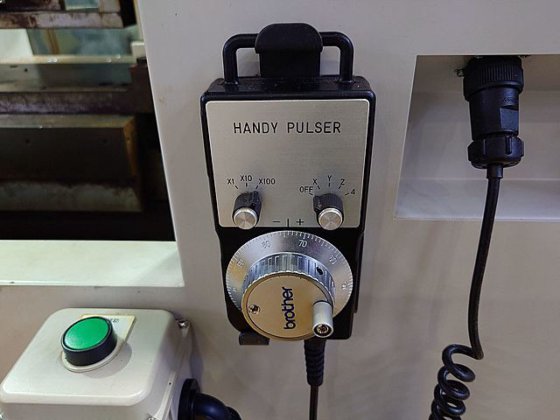 HANDY PULSER
X1 X10 X100
OFF X Y Z 4
- +
70
brother